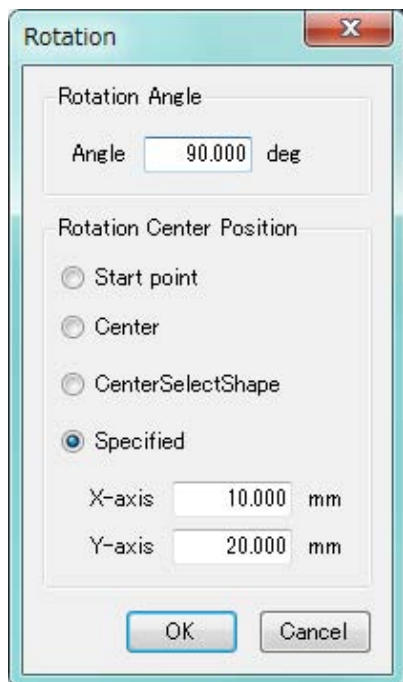 Rotation
Rotation Angle
Angle 90.000 deg
Rotation Center Position
Start point
Center
CenterSelectShape
Specified
X-axis 10.000 mm
Y-axis 20.000 mm
OK Cancel